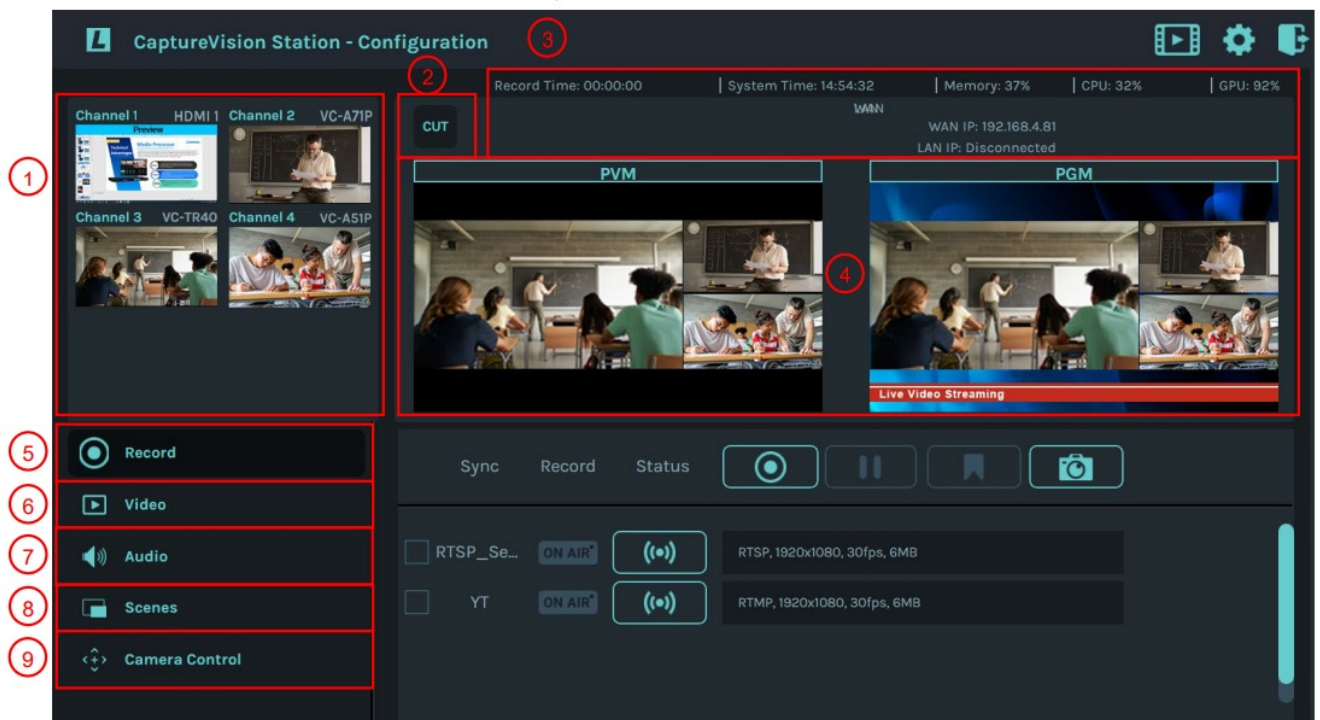 L CaptureVision Station - Configuration
3
2
Record Time: 00:00:00 | System Time: 14:54:32 | Memory: 37% | CPU: 32% | GPU: 92%
WAN
CUT
WAN IP: 192.168.4.81
LAN IP: Disconnected
1
Channel 1 HDMI 1 Channel 2 VC-A71P
Preview
Channel 3 VC-TR40 Channel 4 VC-A51P
PVM
PGM
4
Live Video Streaming
5
Record
6
Video
7
Audio
8
Scenes
9
Camera Control
Sync Record Status
RTSP_Se... ON AIR RTSP, 1920x1080, 30fps, 6MB
YT ON AIR RTMP, 1920x1080, 30fps, 6MB